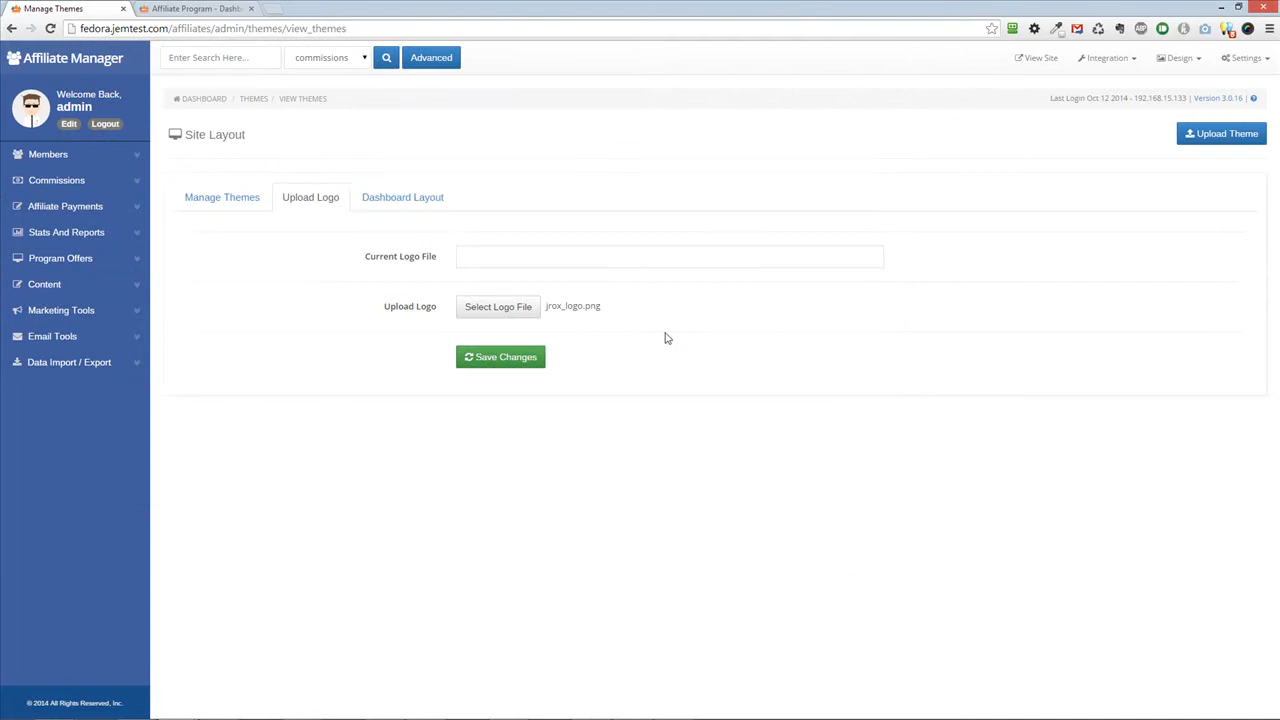 Manage Themes
Affiliate Program - Dashb
fedora.jemtest.com/affiliates/admin/themes/view_themes
Affiliate Manager
Enter Search Here...
commissions
Advanced
View Site
Integration
Design
Settings
Welcome Back,
admin
Edit
Logout
DASHBOARD / THEMES / VIEW THEMES
Last Login Oct 12 2014 - 192.168.15.133 | Version 3.0.16 |
Site Layout
Upload Theme
Members
Commissions
Affiliate Payments
Stats And Reports
Program Offers
Content
Marketing Tools
Email Tools
Data Import / Export
Manage Themes
Upload Logo
Dashboard Layout
Current Logo File
Upload Logo
Select Logo File
jrox_logo.png
Save Changes
© 2014 All Rights Reserved, Inc.